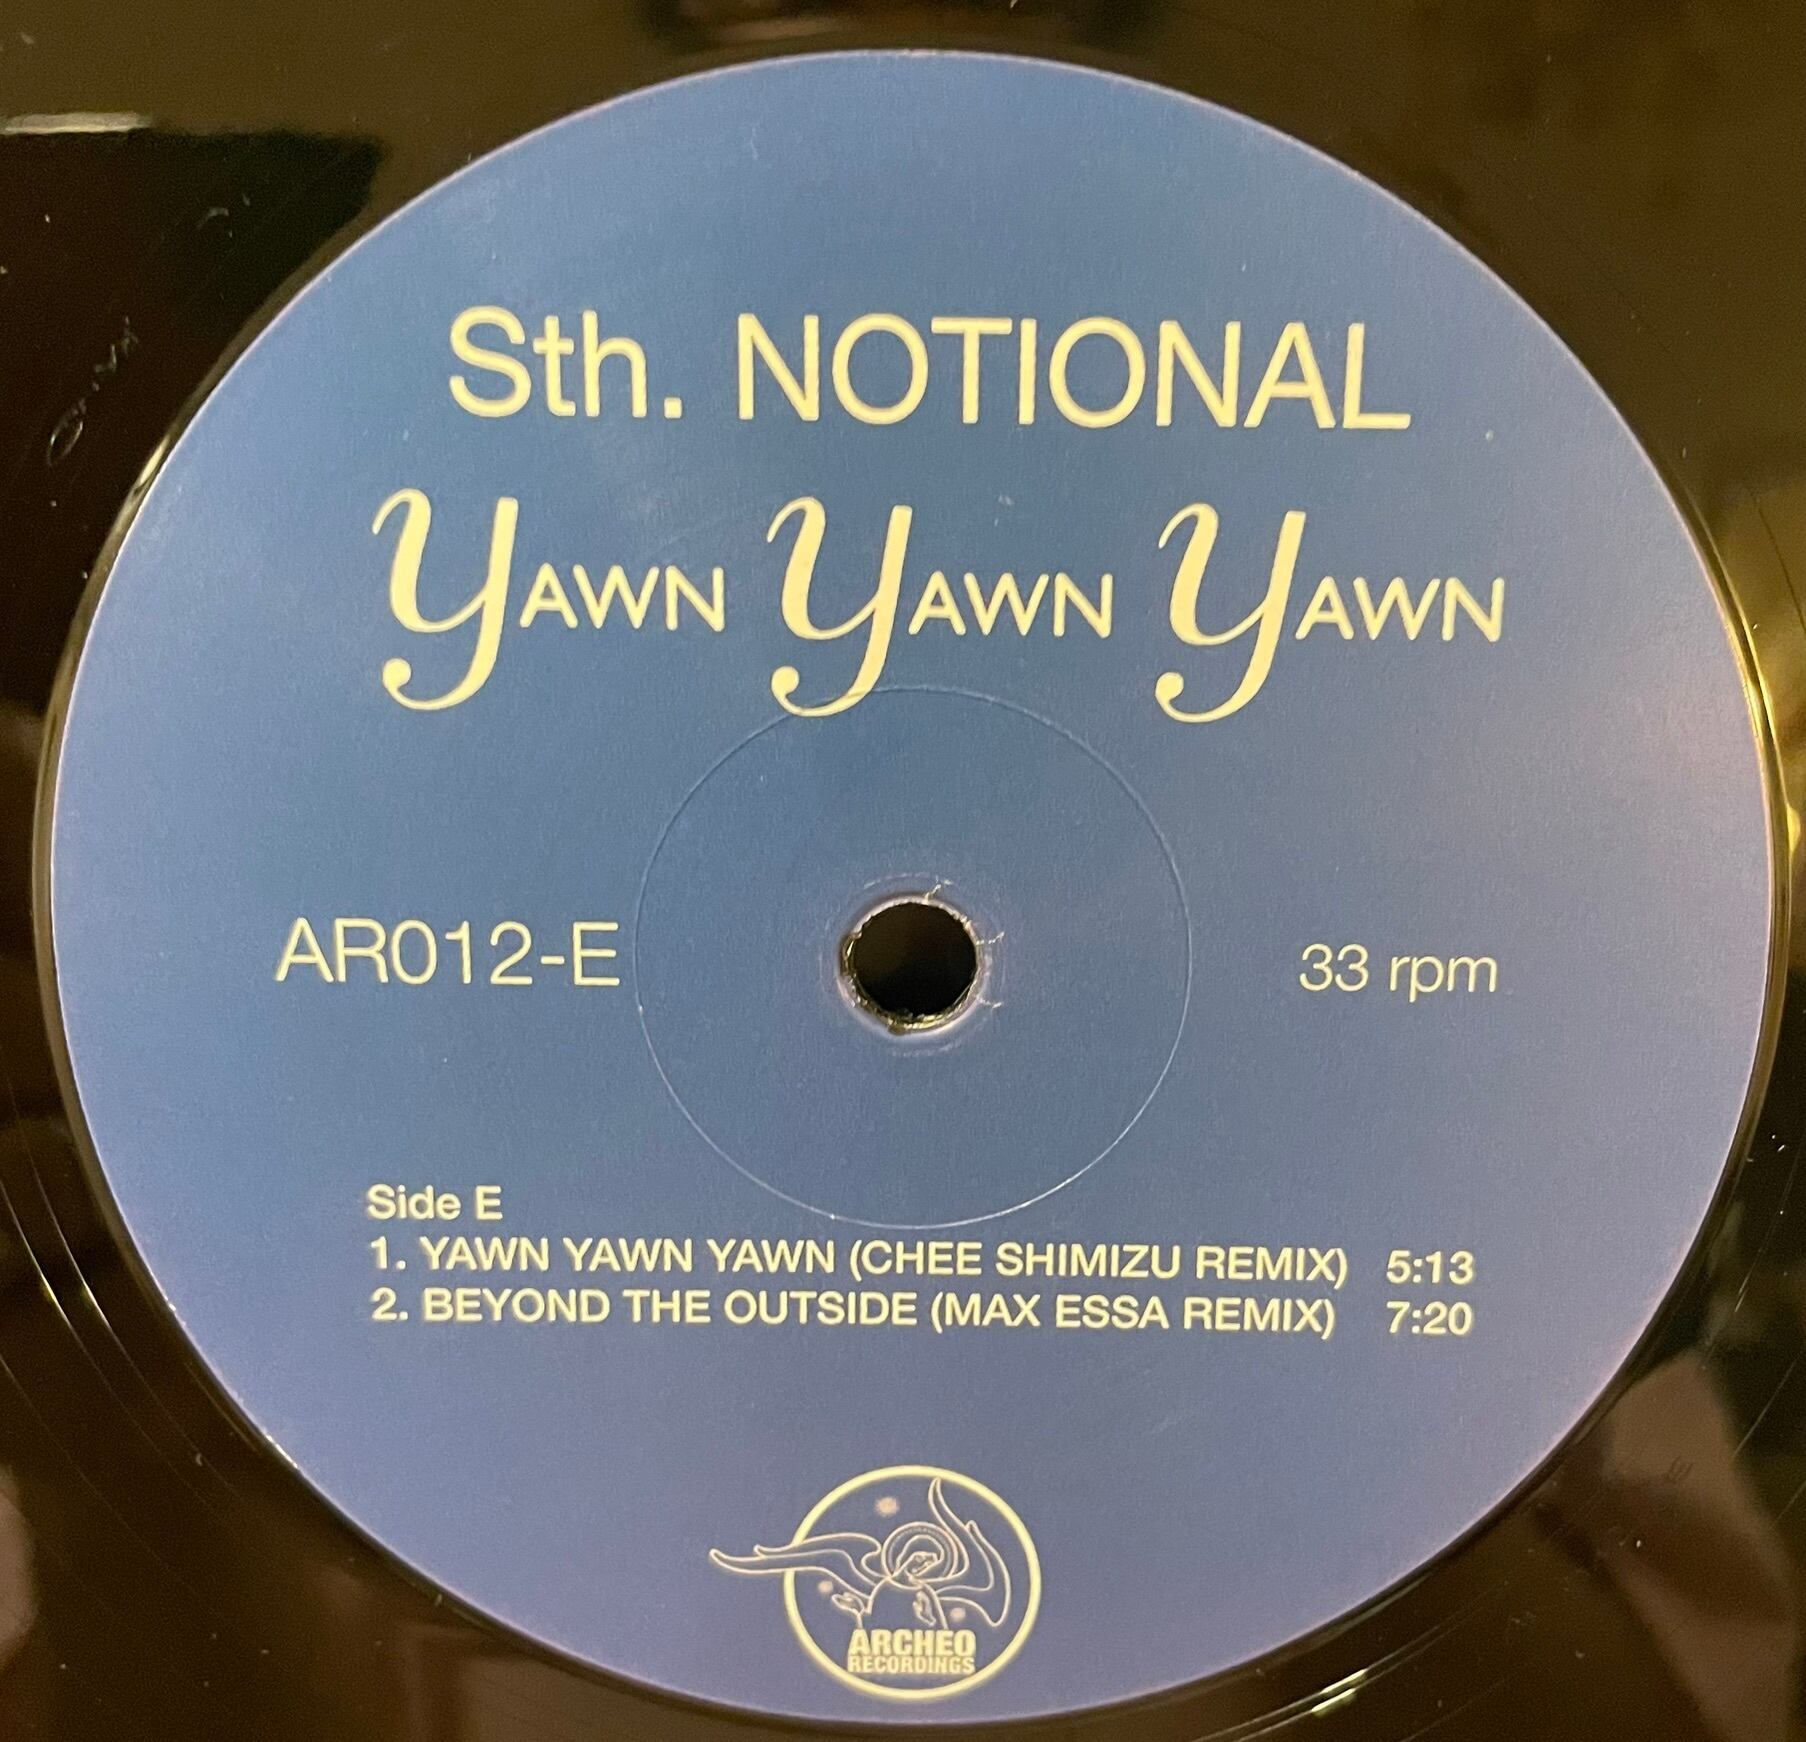 Sth. NOTIONAL
YAWN YAWN YAWN
AR012-E
33 rpm
Side E
1. YAWN YAWN YAWN (CHEE SHIMIZU REMIX) 5:13
2. BEYOND THE OUTSIDE (MAX ESSA REMIX) 7:20
ARCHEO
RECORDINGS